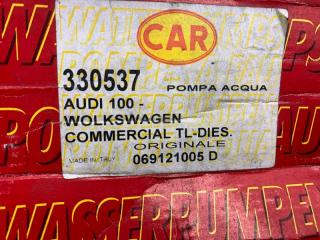 CAR
330537 POMPA ACQUA
AUDI 100 -
WOLKSWAGEN
COMMERCIAL TL-DIES.
ORIGINALE
MADE IN ITALY 069121005 D
WASSERPUMPEN